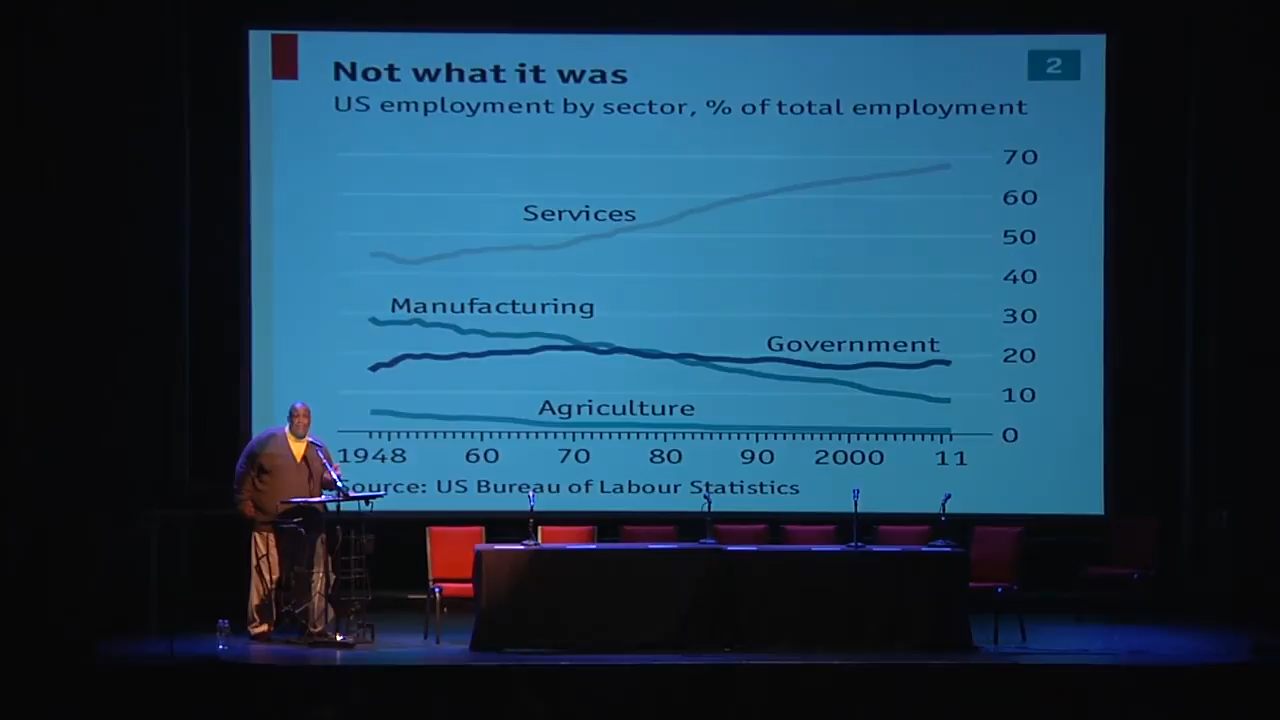 Not what it was
2
US employment by sector, % of total employment
70
60
Services
50
40
Manufacturing
30
Government
20
10
Agriculture
0
1948 60 70 80 90 2000 11
Source: US Bureau of Labour Statistics